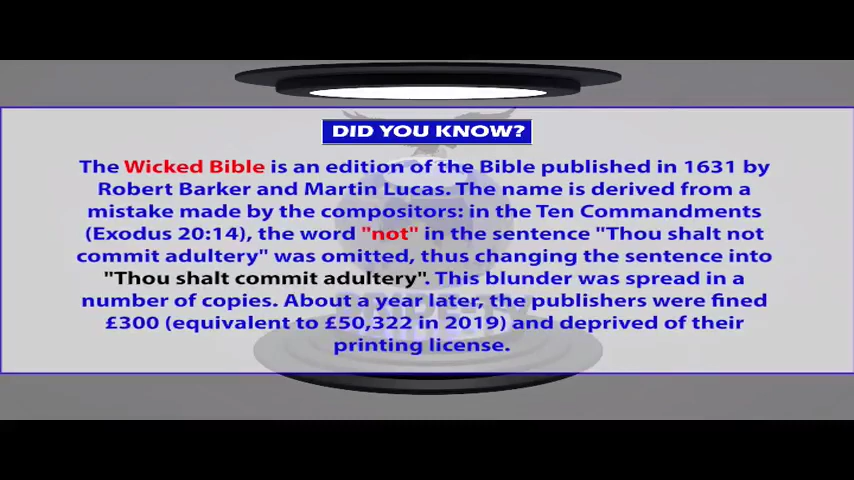 DID YOU KNOW?
The Wicked Bible is an edition of the Bible published in 1631 by
Robert Barker and Martin Lucas. The name is derived from a
mistake made by the compositors: in the Ten Commandments
(Exodus 20:14), the word "not" in the sentence "Thou shalt not
commit adultery" was omitted, thus changing the sentence into
"Thou shalt commit adultery". This blunder was spread in a
number of copies. About a year later, the publishers were fined
£300 (equivalent to £50,322 in 2019) and deprived of their
printing license.